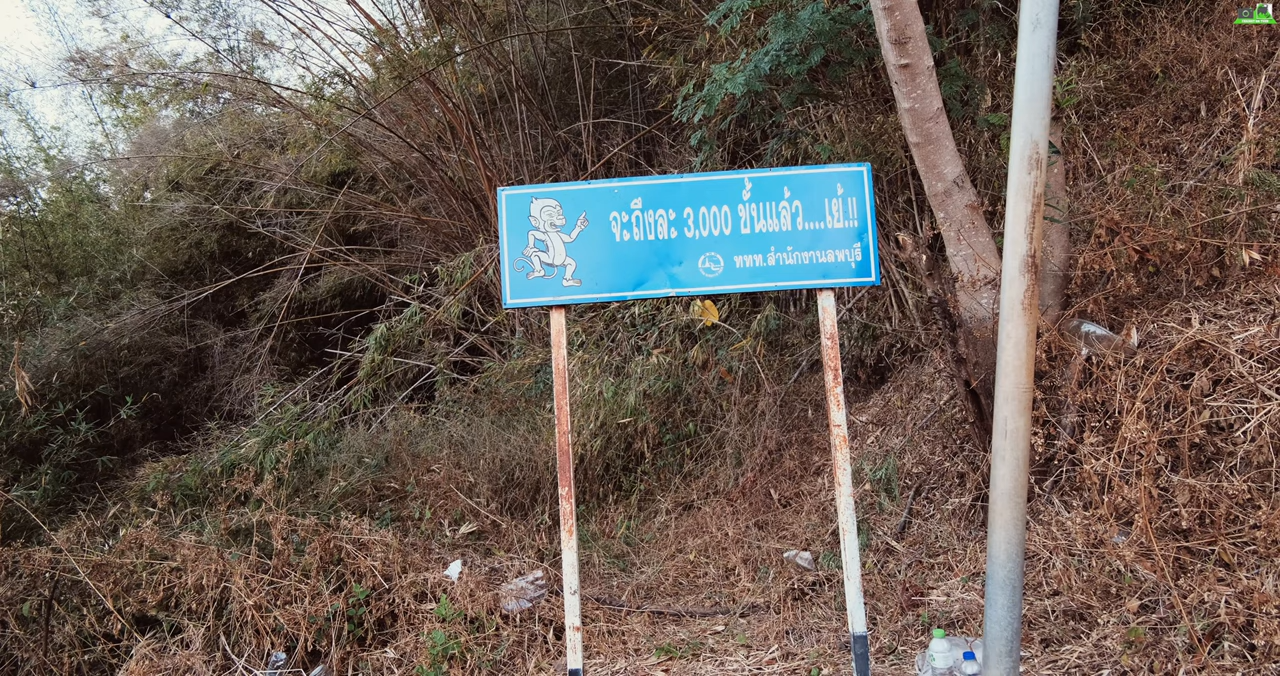 จะถึงละ 3,000 ขั้นแล้ว....เย้!!
ททท.สำนักงานลพบุรี